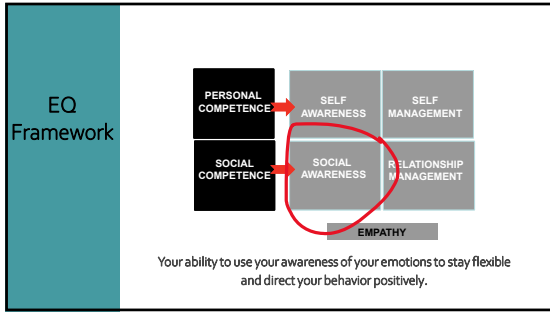 EQ
Framework
PERSONAL
COMPETENCE
SELF
AWARENESS
SELF
MANAGEMENT
SOCIAL
COMPETENCE
SOCIAL
AWARENESS
RELATIONSHIP
MANAGEMENT
EMPATHY
Your ability to use your awareness of your emotions to stay flexible
and direct your behavior positively.